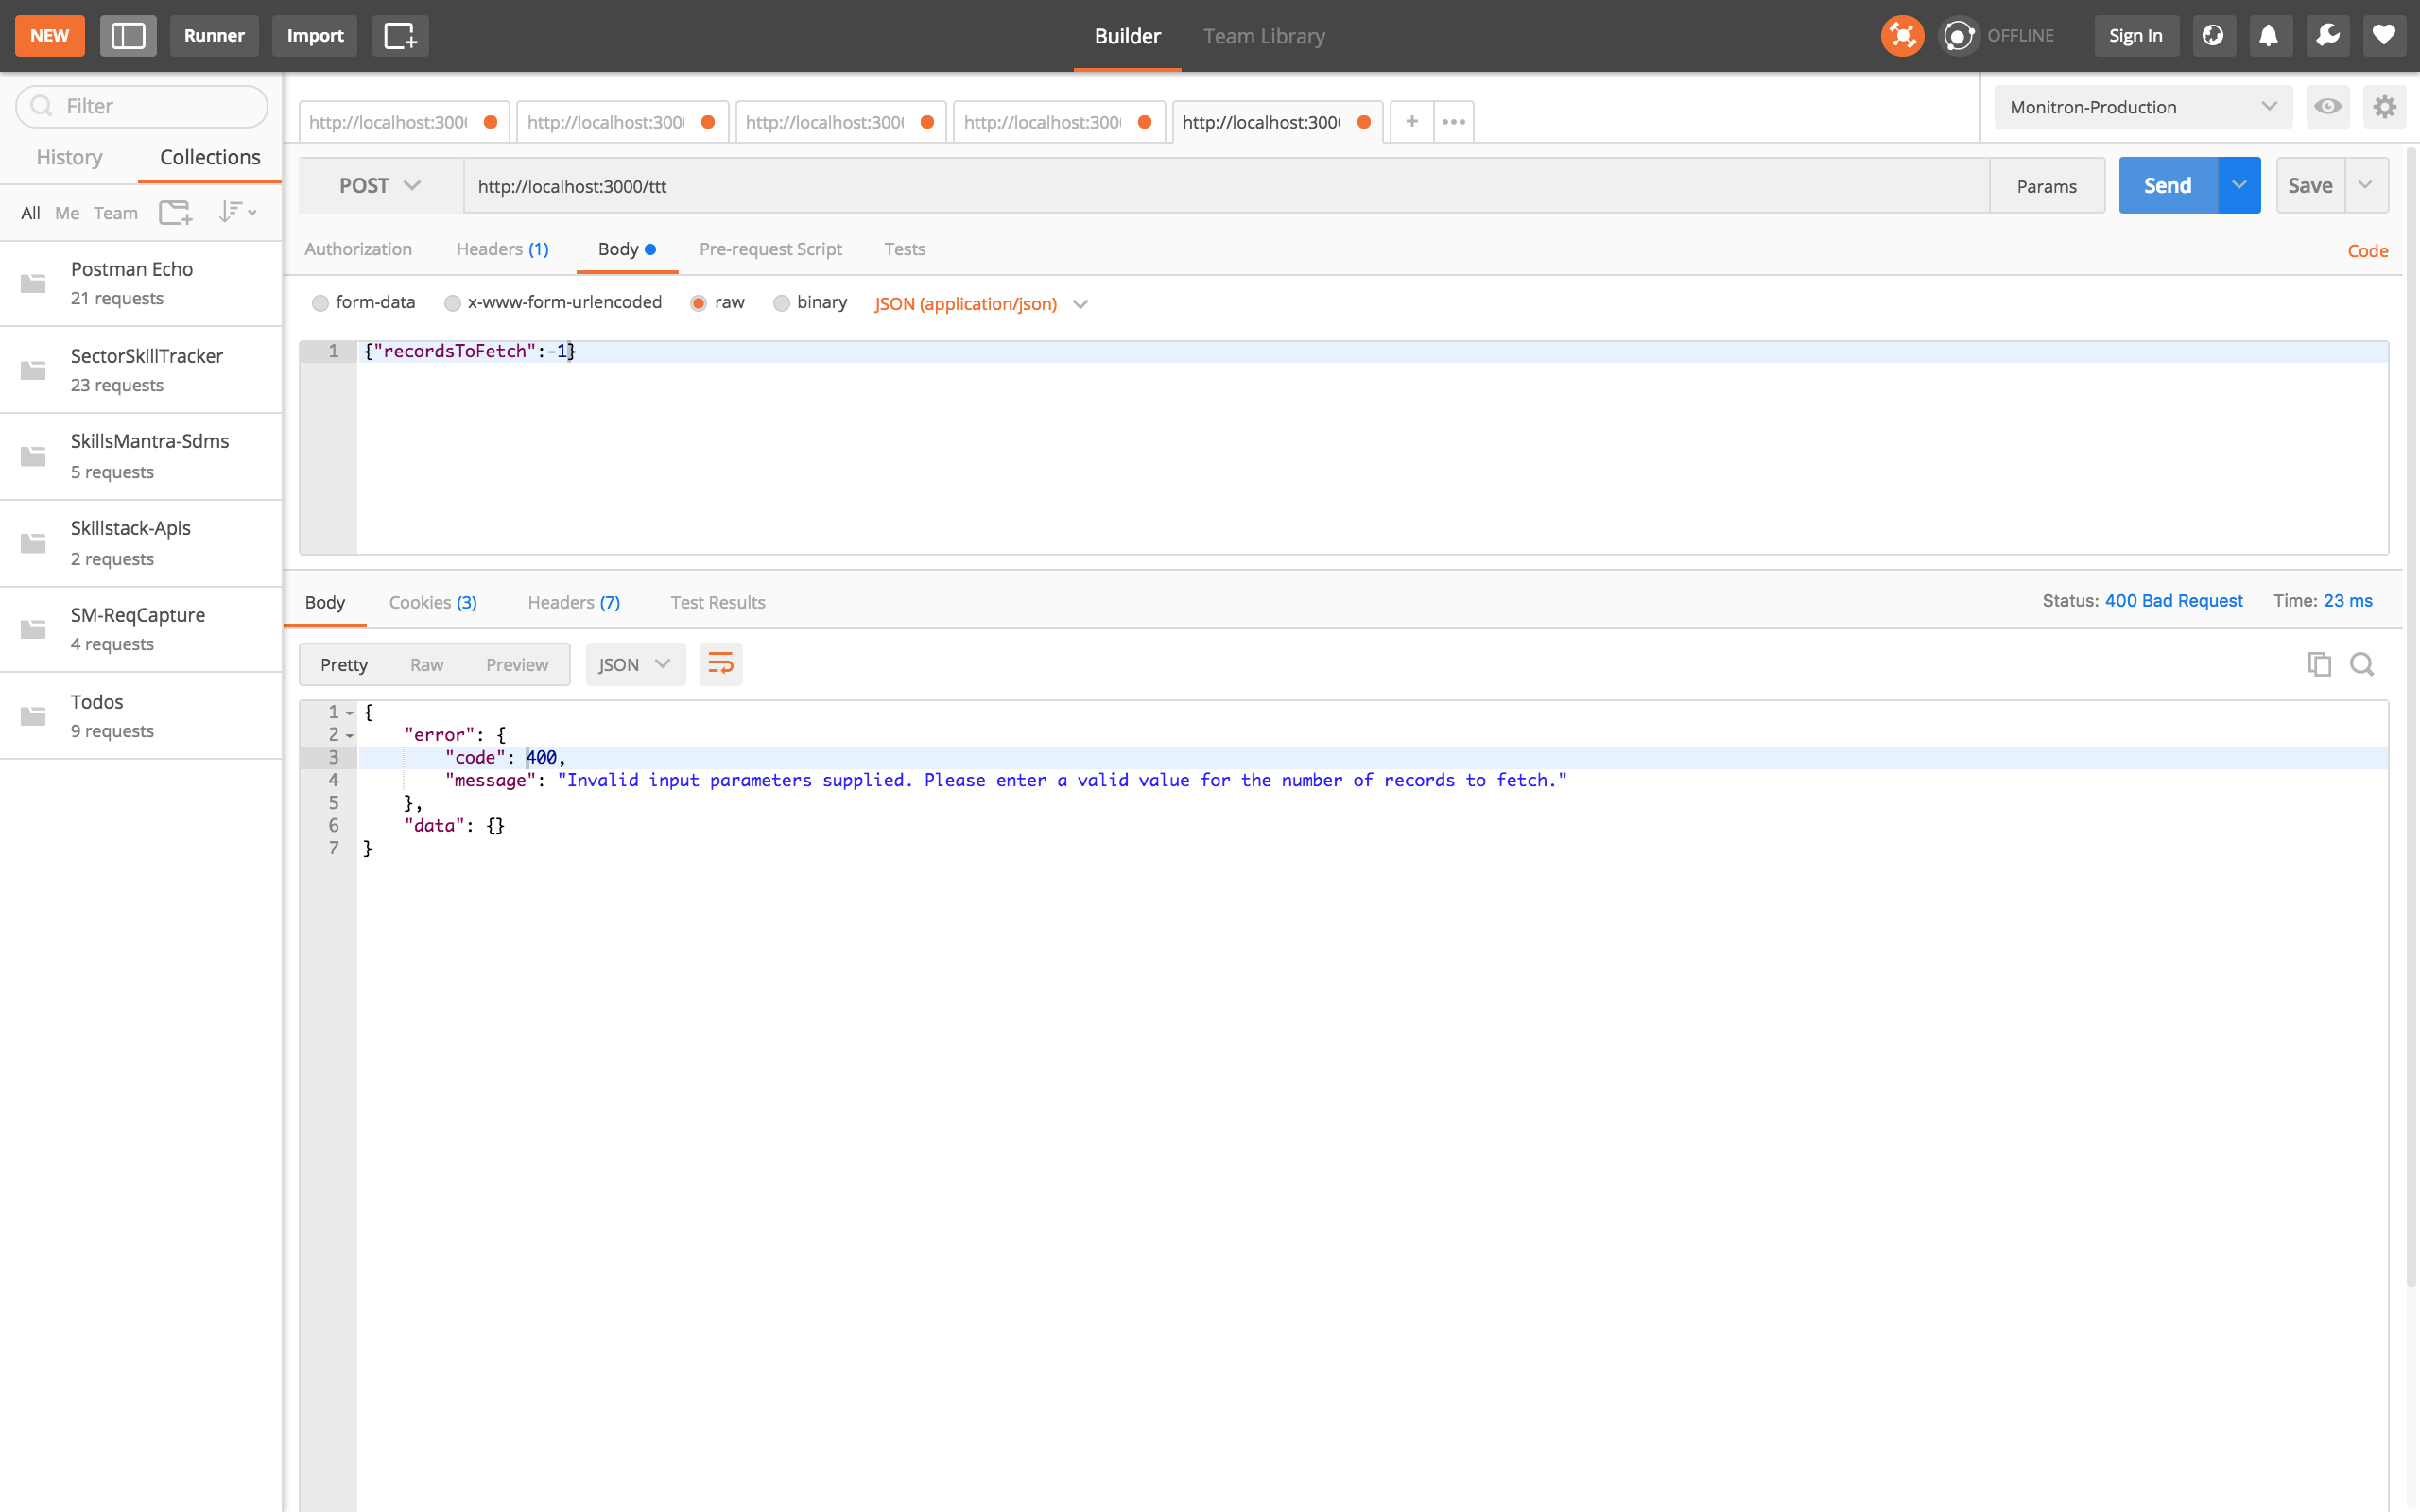 NEW Runner Import Builder Team Library OFFLINE Sign In
Filter
History Collections
All Me Team
Postman Echo
21 requests
SectorSkillTracker
23 requests
SkillsMantra-Sdms
5 requests
Skillstack-Apis
2 requests
SM-ReqCapture
4 requests
Todos
9 requests
http://localhost:300 http://localhost:300 http://localhost:300 http://localhost:300 http://localhost:300 + ••• Monitron-Production
POST http://localhost:3000/ttt Params Send Save
Authorization Headers (1) Body Pre-request Script Tests Code
form-data x-www-form-urlencoded raw binary JSON (application/json)
1 {"recordsToFetch":-1}
Body Cookies (3) Headers (7) Test Results Status: 400 Bad Request Time: 23 ms
Pretty Raw Preview JSON
1 {
2 "error": {
3 "code": 400,
4 "message": "Invalid input parameters supplied. Please enter a valid value for the number of records to fetch."
5 },
6 "data": {}
7 }